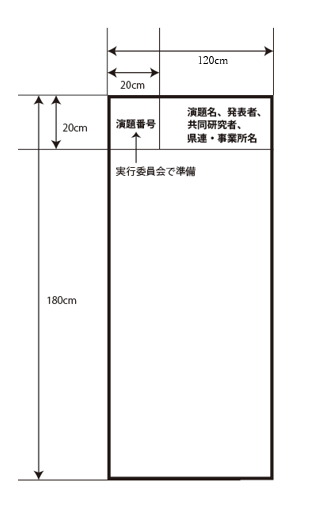 120cm
20cm
20cm
演題番号
演題名、発表者、
共同研究者、
県連・事業所名
実行委員会で準備
180cm